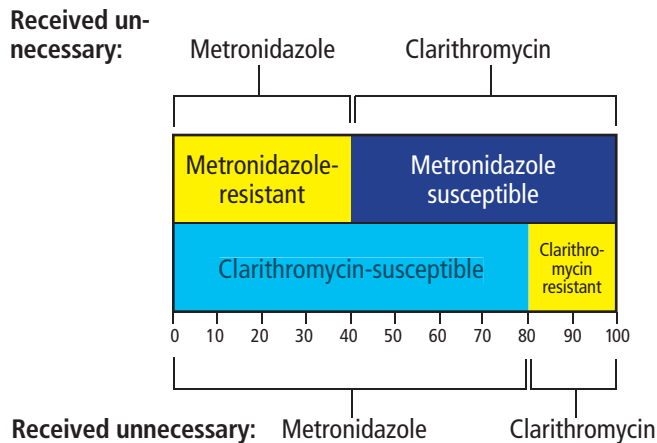 Received un-
necessary: Metronidazole Clarithromycin
Metronidazole-
resistant
Metronidazole
susceptible
Clarithromycin-susceptible
Clarithro-
mycin
resistant
0 10 20 30 40 50 60 70 80 90 100
Received unnecessary: Metronidazole Clarithromycin